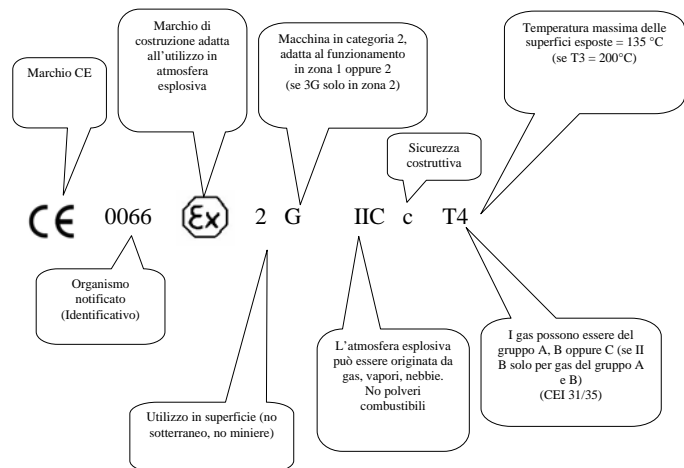 Marchio CE
Marchio di
costruzione adatta
all'utilizzo in
atmosfera
esplosiva
Macchina in categoria 2,
adatta al funzionamento
in zona 1 oppure 2
(se 3G solo in zona 2)
Temperatura massima delle
superfici esposte = 135 °C
(se T3 = 200°C)
Sicurezza
costruttiva
CE 0066 Ex 2 G IIC c T4
Organismo
notificato
(Identificativo)
Utilizzo in superficie (no
sotterraneo, no miniere)
L'atmosfera esplosiva
può essere originata da
gas, vapori, nebbie.
No polveri
combustibili
I gas possono essere del
gruppo A, B oppure C (se II
B solo per gas del gruppo A
e B)
(CEI 31/35)